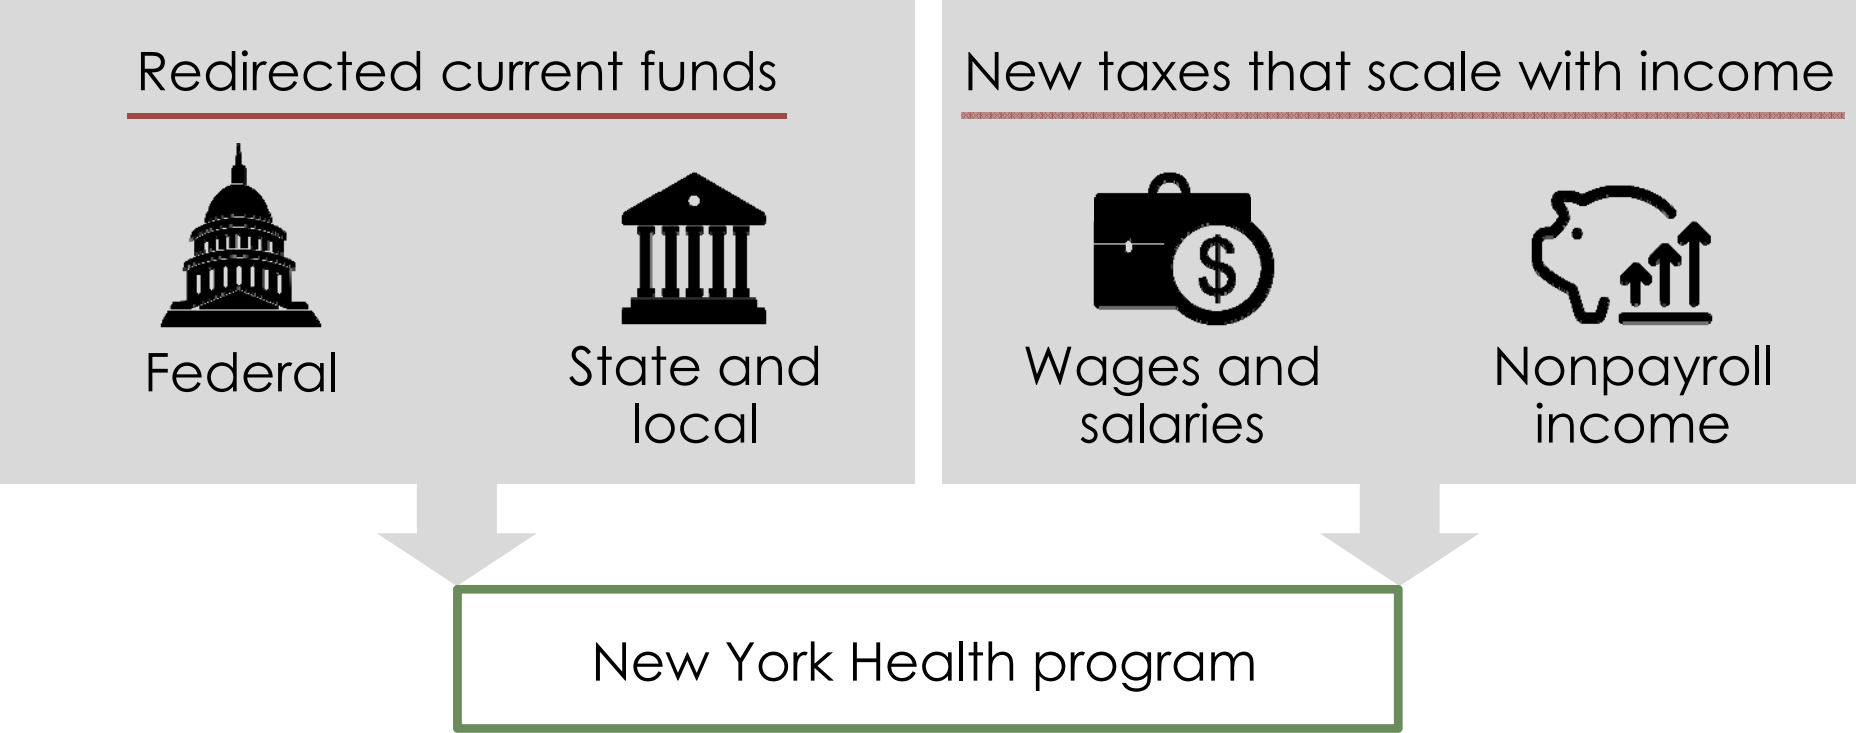 Redirected current funds
New taxes that scale with income
$
Federal
State and
local
Wages and
salaries
Nonpayroll
income
New York Health program